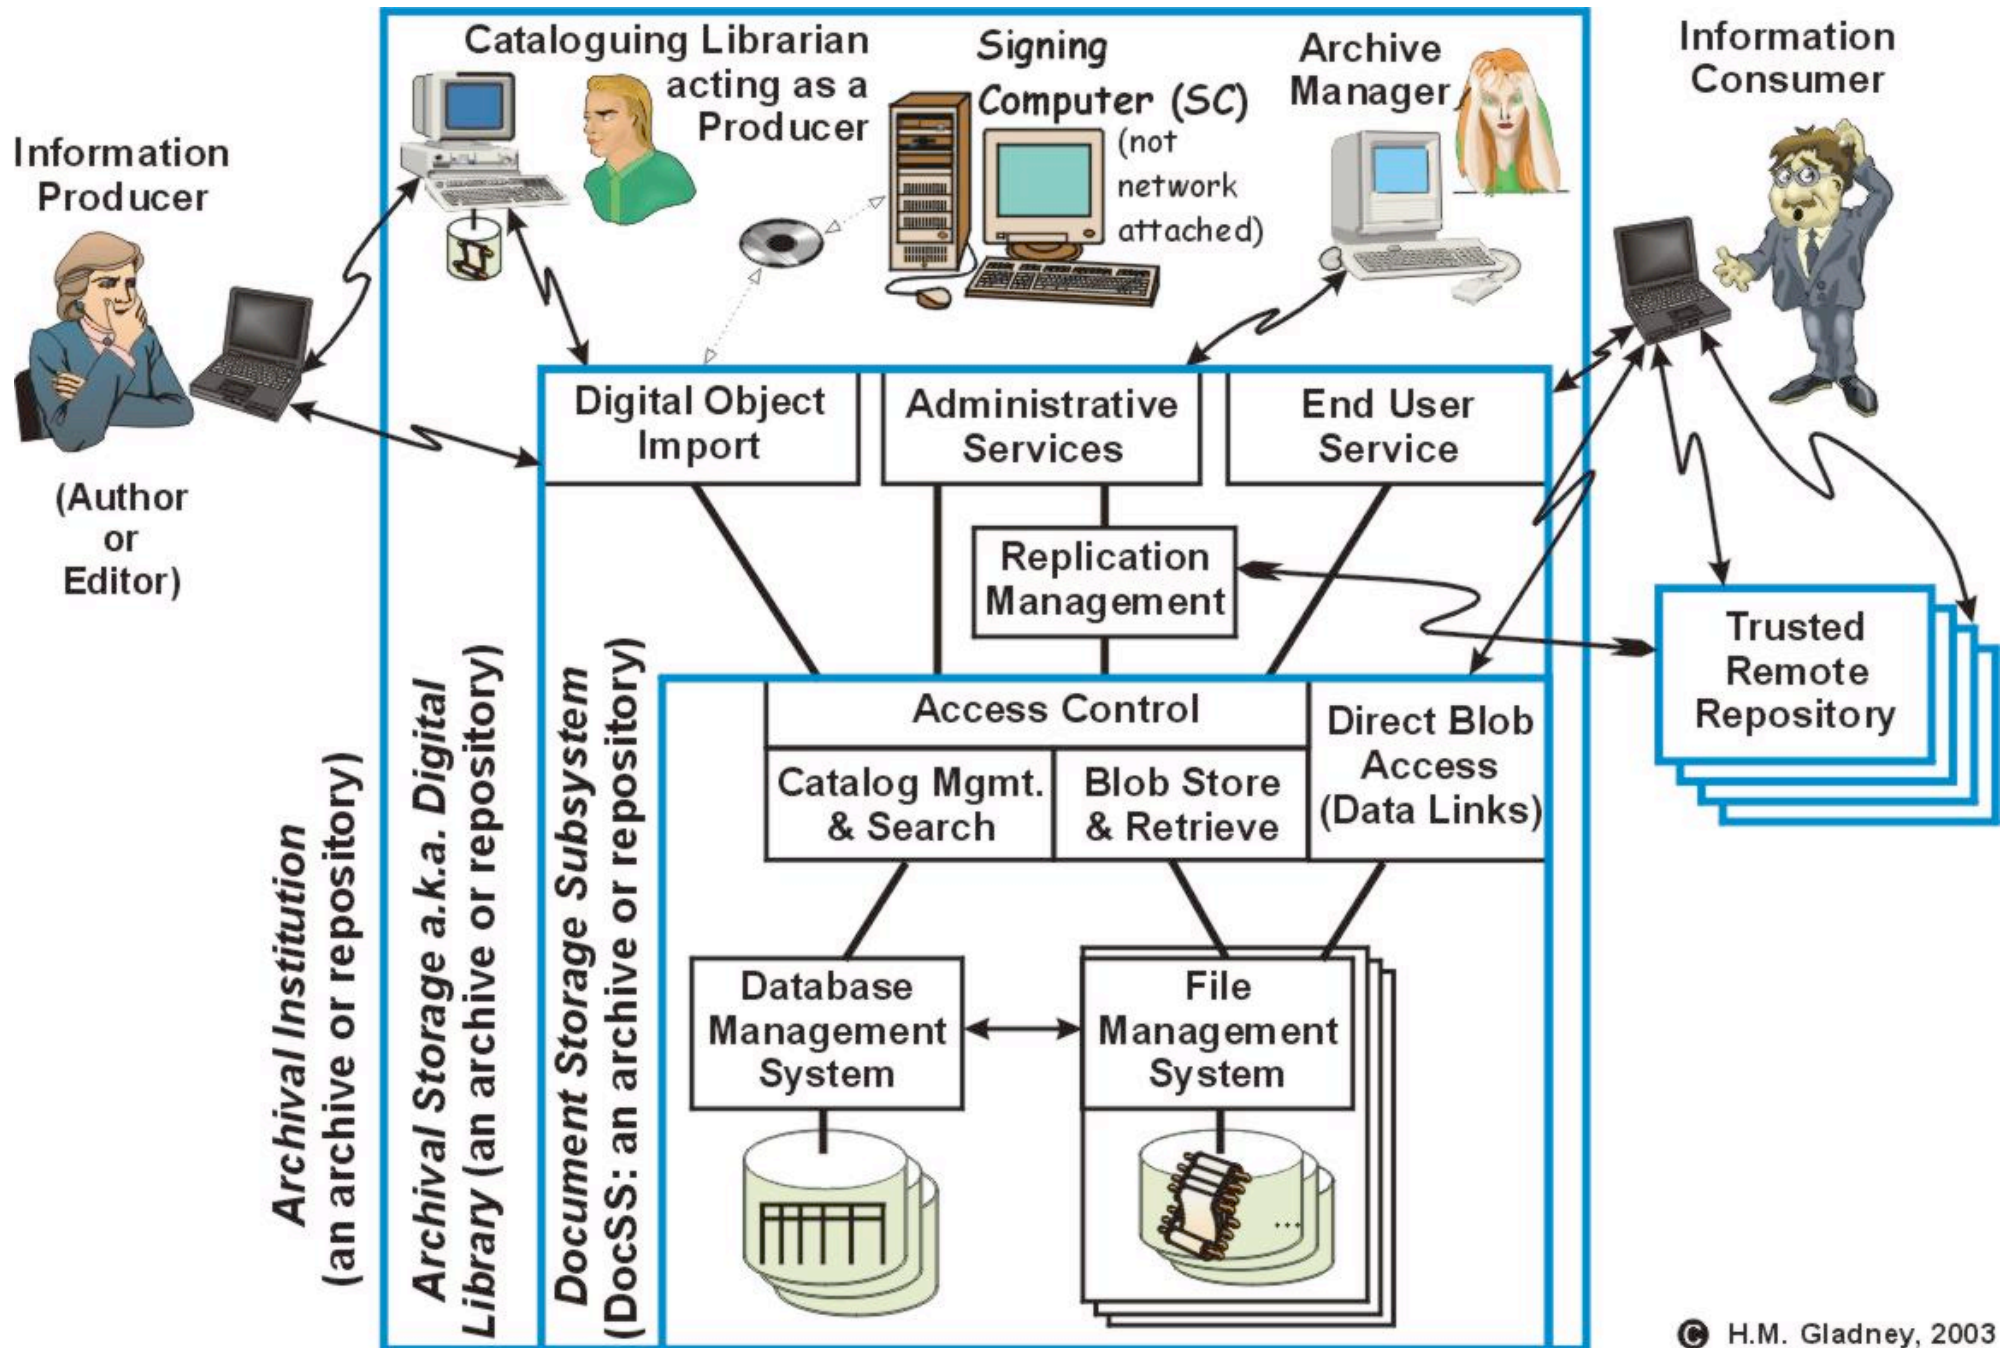 Cataloguing Librarian
acting as a
Producer
Signing
Computer (SC)
(not
network
attached)
Archive
Manager
Information
Consumer
Information
Producer
(Author
or
Editor)
Digital Object
Import
Administrative
Services
End User
Service
Replication
Management
Trusted
Remote
Repository
Access Control
Direct Blob
Access
(Data Links)
Catalog Mgmt.
& Search
Blob Store
& Retrieve
Database
Management
System
File
Management
System
...
Archival Institution
(an archive or repository)
Archival Storage a.k.a. Digital
Library (an archive or repository)
Document Storage Subsystem
(DocSS: an archive or repository)
© H.M. Gladney, 2003